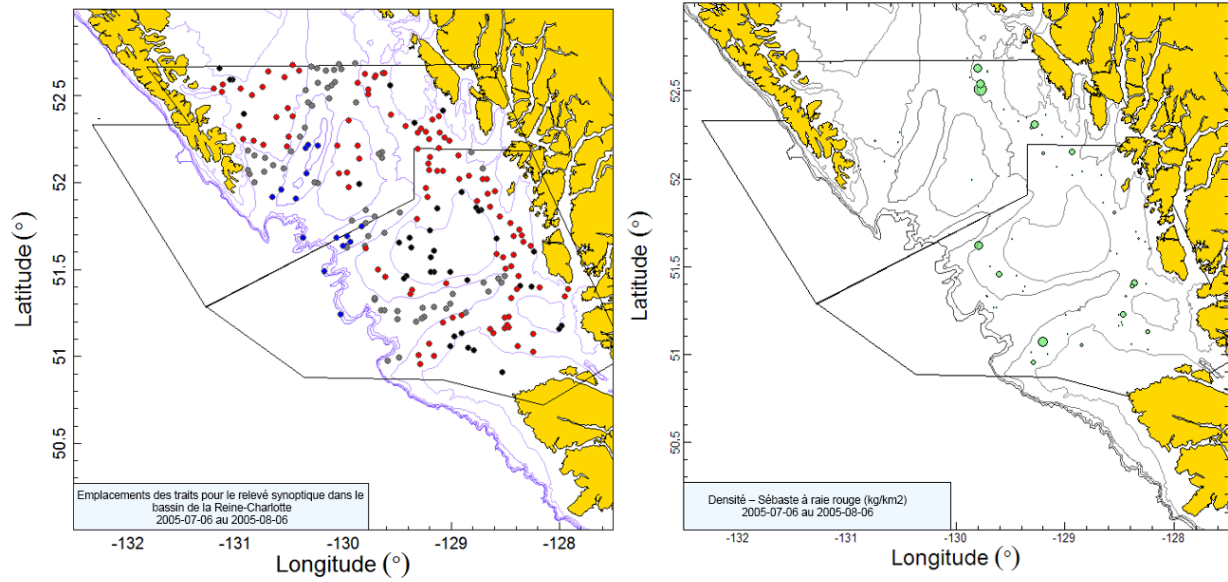 Latitude (°)
52.5
52
51.5
51
50.5
-132
-131
-130
-129
-128
Longitude (°)
Emplacements des traits pour le relevé synoptique dans le
bassin de la Reine-Charlotte
2005-07-06 au 2005-08-06
Latitude (°)
52.5
52
51.5
51
50.5
-132
-131
-130
-129
-128
Longitude (°)
Densité – Sébaste à raie rouge (kg/km2)
2005-07-06 au 2005-08-06